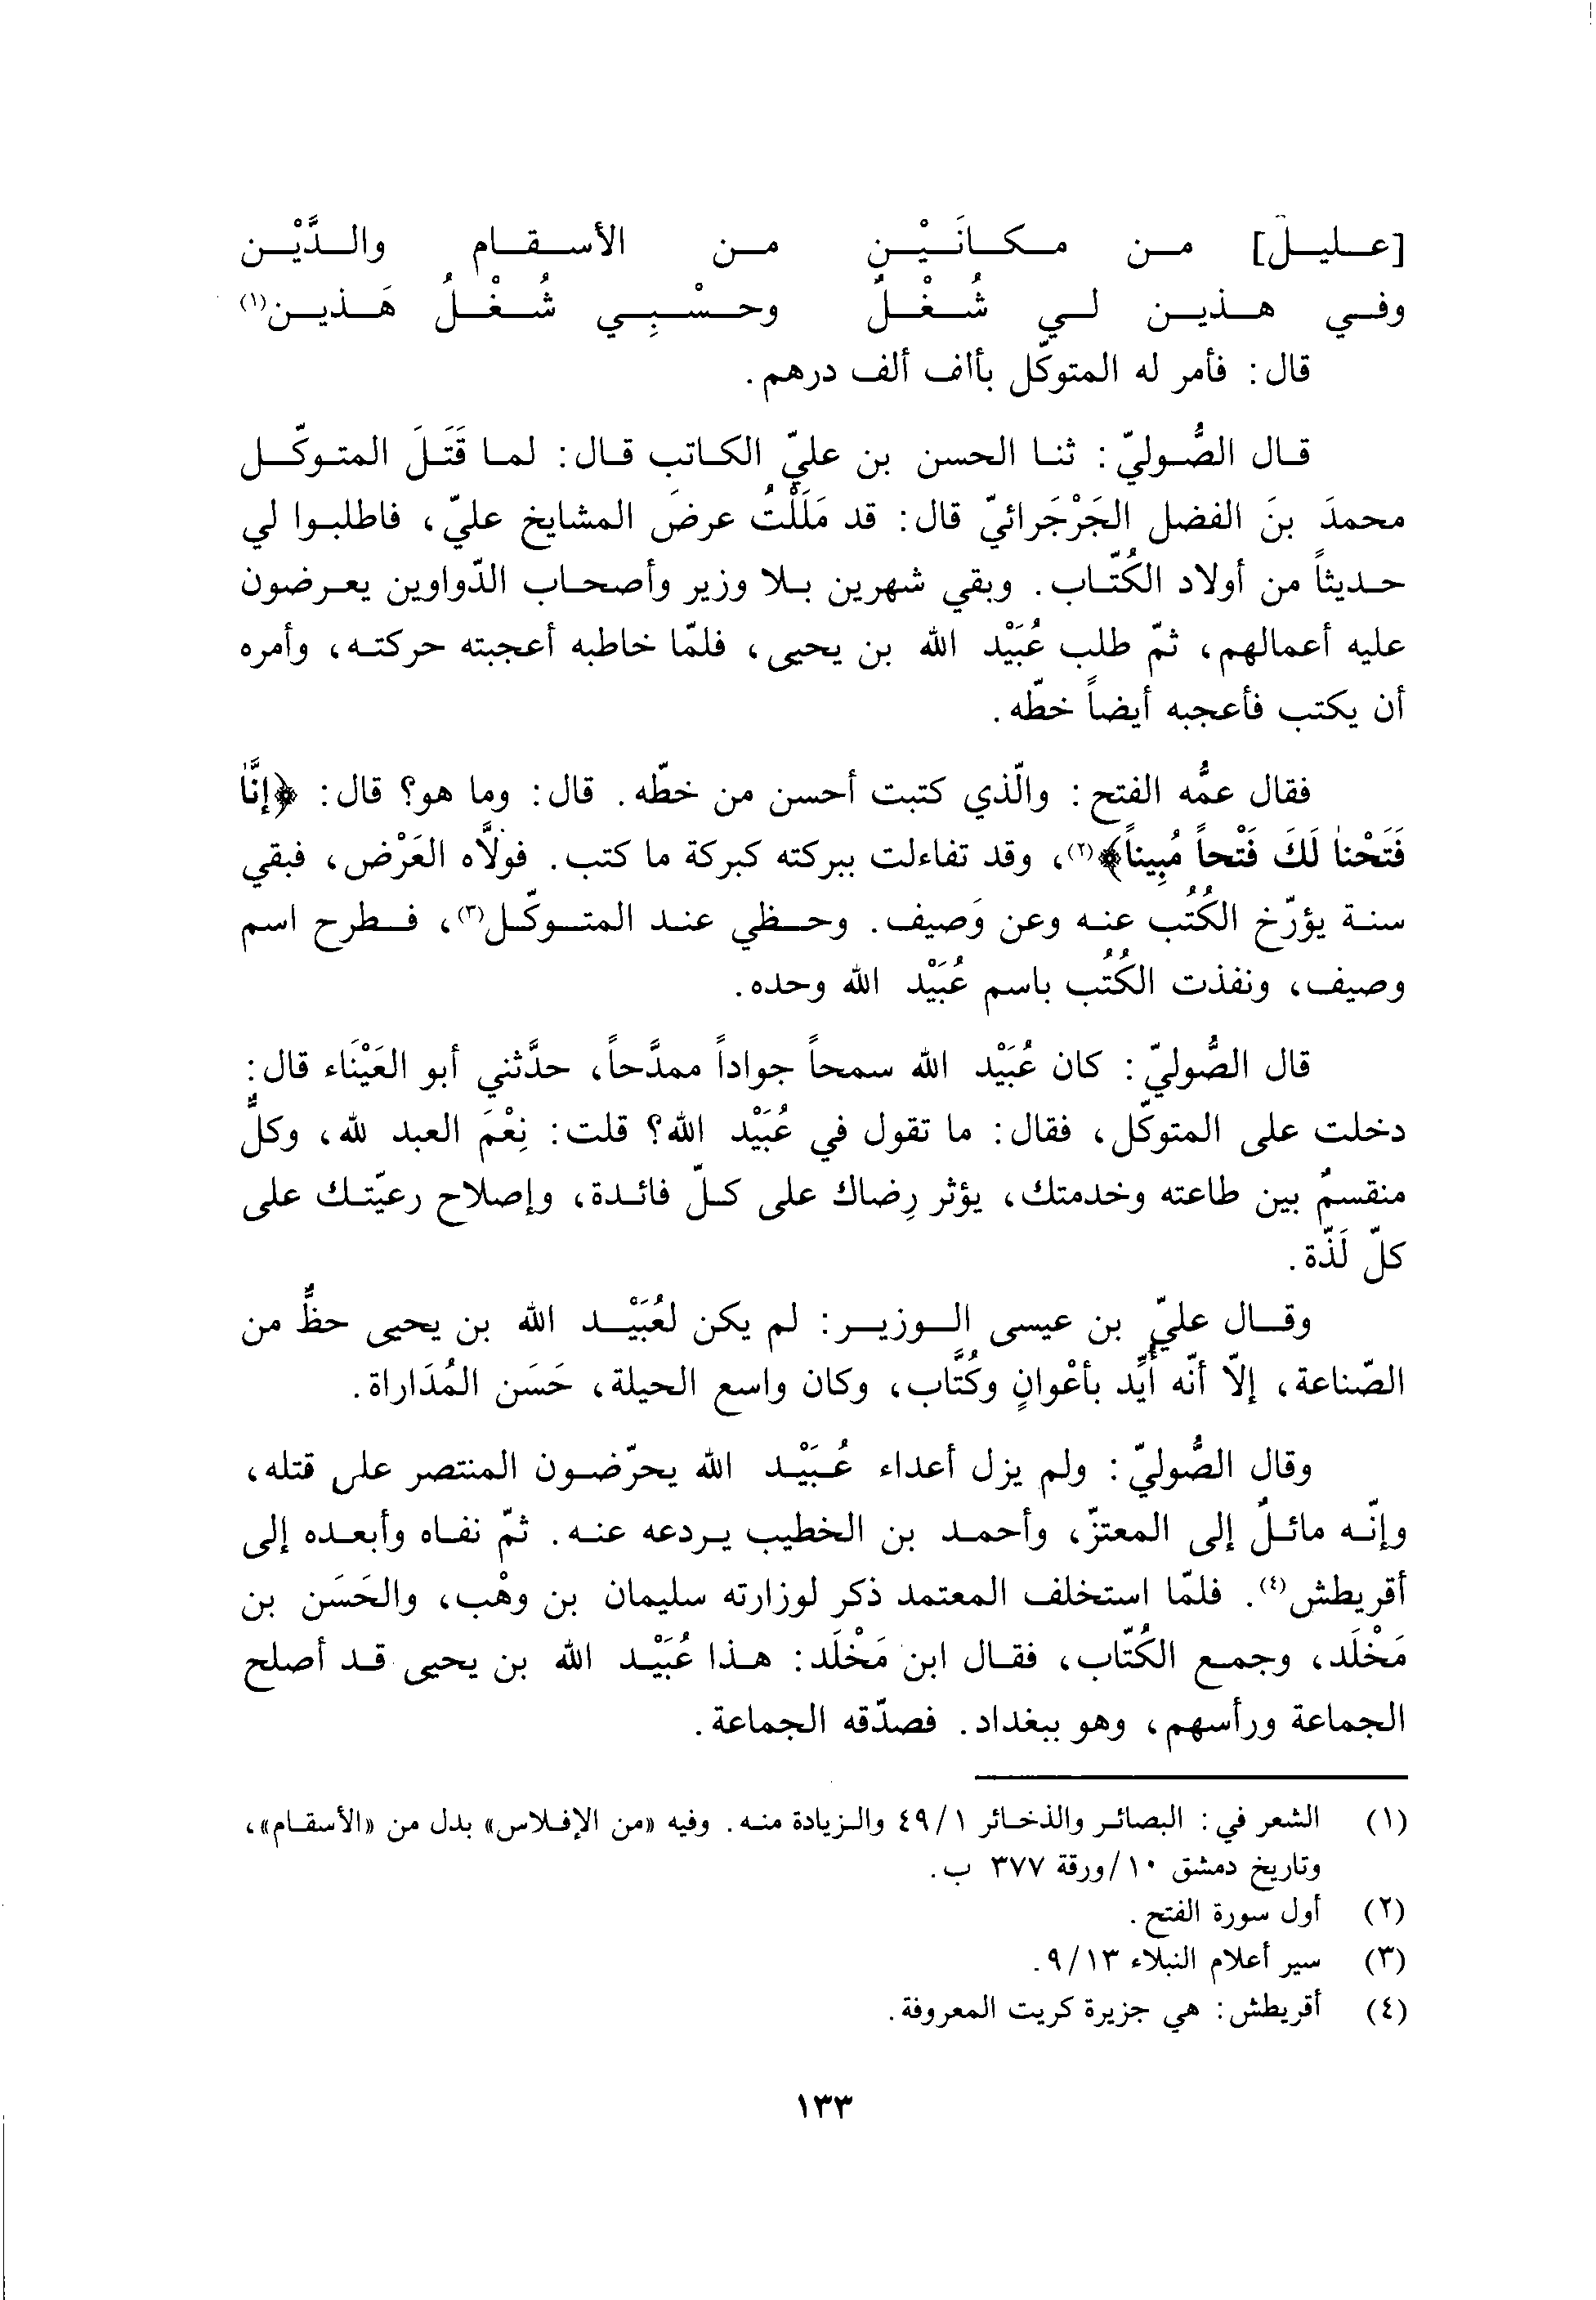 [عليل] من مكانَيْن من الأسقام والدَّيْن
وفي هذين لي شُغْلٌ وحسْبِي شُغْلُ هَذين(١)
قال: فأمر له المتوكّل بألف ألف درهم.
قال الصُّوليّ: ثنا الحسن بن عليّ الكاتب قال: لما قَتَلَ المتوكّل
محمدَ بنَ الفضل الجَرْجَرائيّ قال: قد مَلَلْتُ عرضَ المشايخ عليّ، فاطلبوا لي
حديثاً من أولاد الكُتّاب. وبقي شهرين بلا وزير وأصحاب الدّواوين يعرضون
عليه أعمالهم، ثمّ طلب عُبَيْد الله بن يحيى، فلمّا خاطبه أعجبته حركته، وأمره
أن يكتب فأعجبه أيضاً خطّه.
فقال عمُّه الفتح: والّذي كتبت أحسن من خطّه. قال: وما هو؟ قال: ﴿إنَّا
فَتَحْنا لَكَ فَتْحاً مُبِيناً﴾(٢)، وقد تفاءلت ببركته كبركة ما كتب. فولاَّه العَرْض، فبقي
سنة يؤرّخ الكُتُب عنه وعن وَصيف. وحظي عند المتوكّل(٣)، فطرح اسم
وصيف، ونفذت الكُتُب باسم عُبَيْد الله وحده.
قال الصُّوليّ: كان عُبَيْد الله سمحاً جواداً ممدَّحاً، حدَّثني أبو العَيْنَاء قال:
دخلت على المتوكّل، فقال: ما تقول في عُبَيْد الله؟ قلت: نِعْمَ العبد لله، وكلٌّ
منقسمٌ بين طاعته وخدمتك، يؤثر رِضاك على كلّ فائدة، وإصلاح رعيّتك على
كلّ لَذّة.
وقال عليّ بن عيسى الوزير: لم يكن لعُبَيْد الله بن يحيى حظٌّ من
الصّناعة، إلاّ أنّه أُيِّد بأعْوانٍ وكُتَّاب، وكان واسع الحيلة، حَسَن المُدَاراة.
وقال الصُّوليّ: ولم يزل أعداء عُبَيْد الله يحرّضون المنتصر على قتله،
وإنّه مائلٌ إلى المعتزّ، وأحمد بن الخطيب يردعه عنه. ثمّ نفاه وأبعده إلى
أقريطش(٤). فلمّا استخلف المعتمد ذكر لوزارته سليمان بن وهْب، والحَسَن بن
مَخْلَد، وجمع الكُتّاب، فقال ابن مَخْلَد: هذا عُبَيْد الله بن يحيى قد أصلح
الجماعة ورأسهم، وهو ببغداد. فصدّقه الجماعة.
(١) الشعر في: البصائر والذخائر ٤٩/١ والزيادة منه. وفيه «من الإفلاس» بدل من «الأسقام»،
وتاريخ دمشق ١٠/ورقة ٣٧٧ ب.
(٢) أول سورة الفتح.
(٣) سير أعلام النبلاء ٩/١٣.
(٤) أقريطش: هي جزيرة كريت المعروفة.
١٣٣